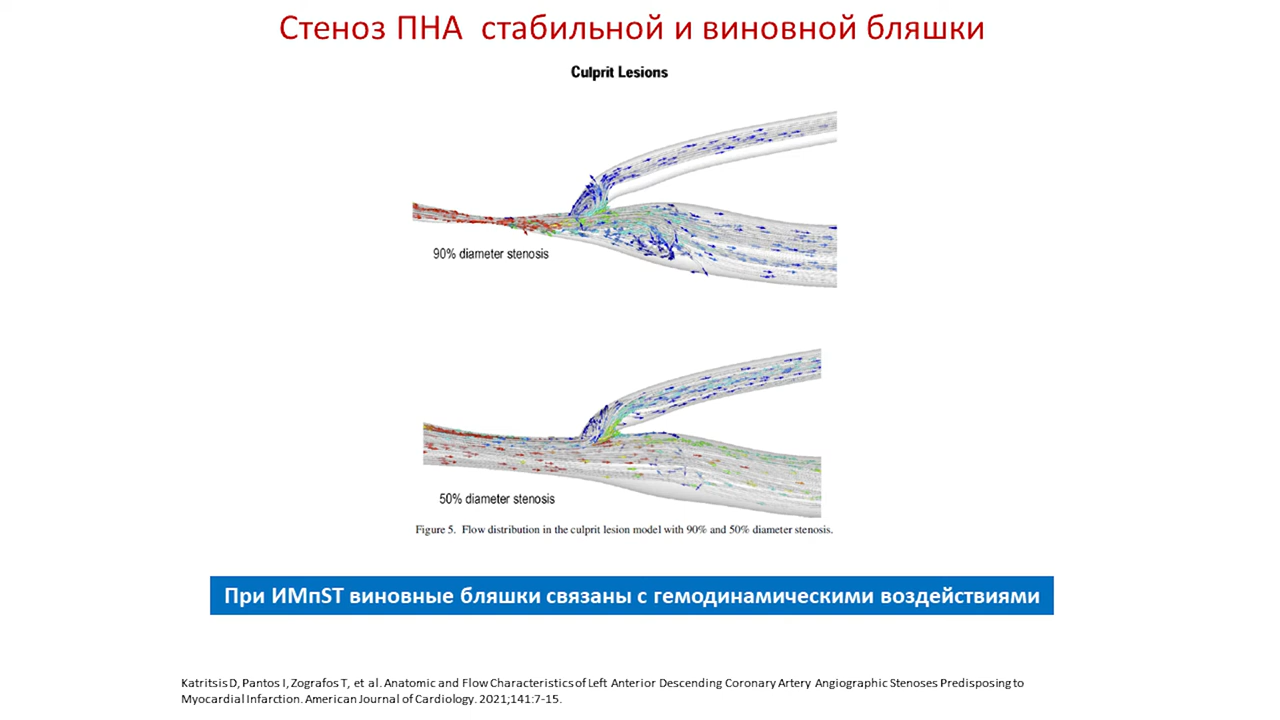 Стеноз ПНА стабильной и виновной бляшки
Culprit Lesions
90% diameter stenosis
50% diameter stenosis
Figure 5. Flow distribution in the culprit lesion model with 90% and 50% diameter stenosis.
При ИМпST виновные бляшки связаны с гемодинамическими воздействиями
Katritsis D, Pantos I, Zografos T, et al. Anatomic and Flow Characteristics of Left Anterior Descending Coronary Artery Angiographic Stenoses Predisposing to
Myocardial Infarction. American Journal of Cardiology. 2021;141:7-15.